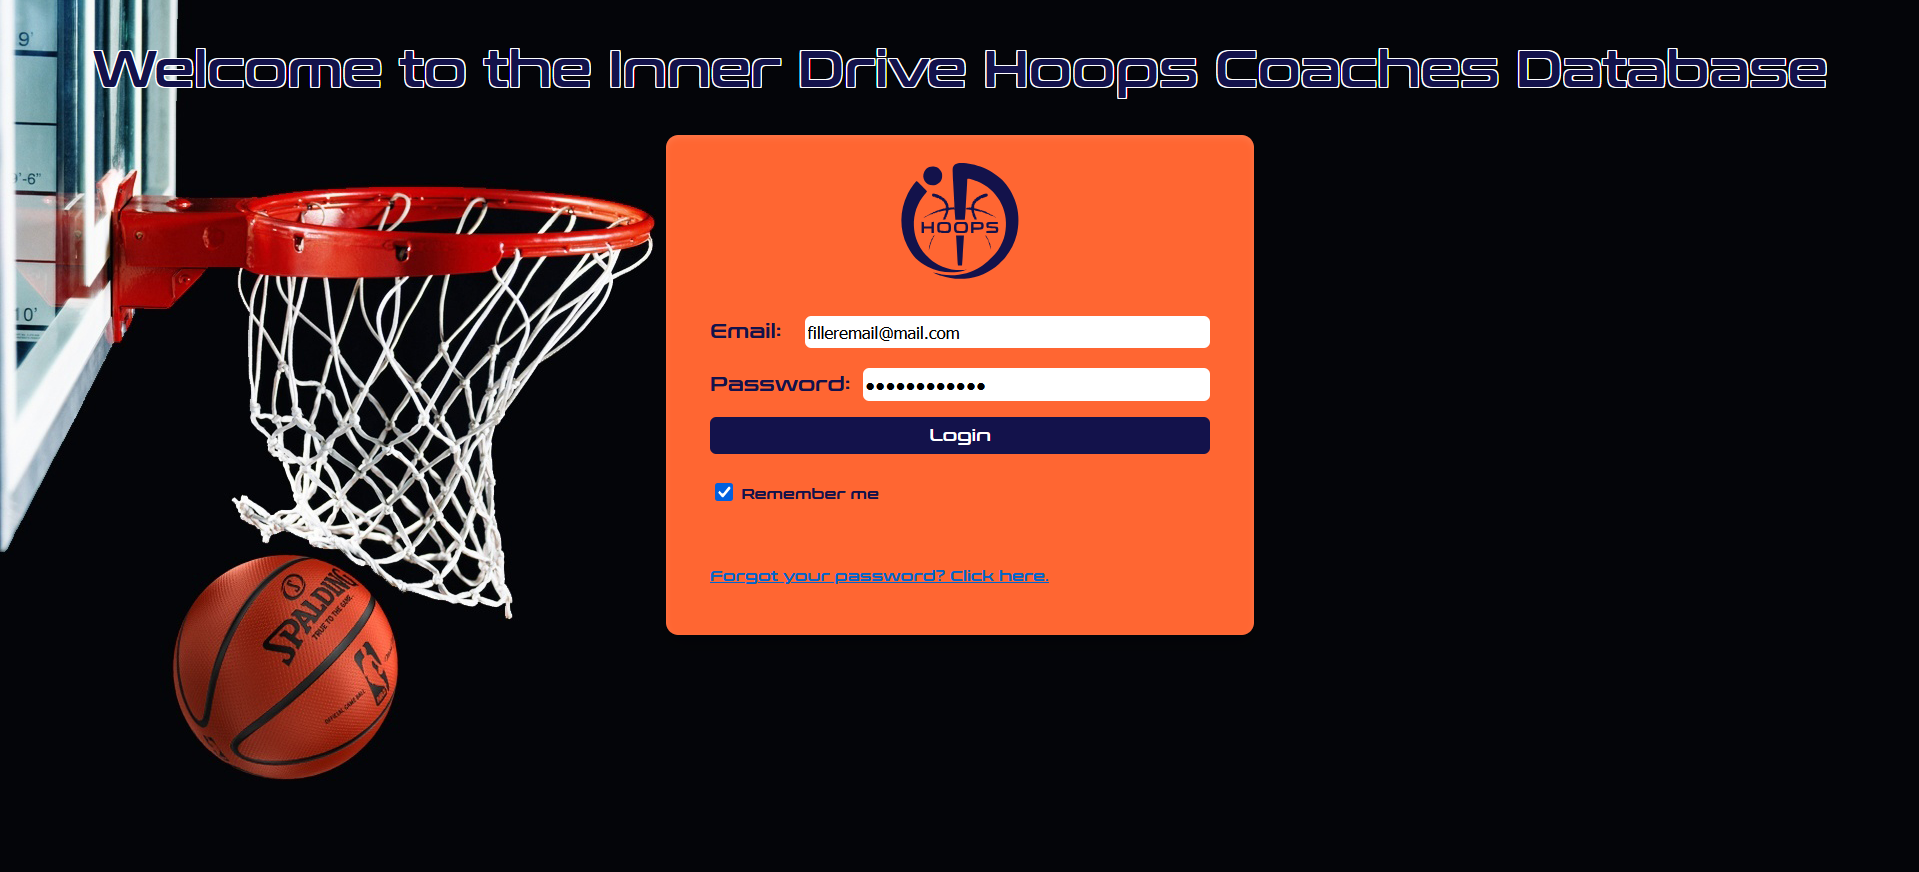 Welcome to the Inner Drive Hoops Coaches Database
9'
9'-6"
10'
HOOPS
Email: filleremail@mail.com
Password: ••••••••••••
Login
Remember me
Forgot your password? Click here.
S
SPALDING
TRUE TO THE GAME.
OFFICIAL GAME BALL